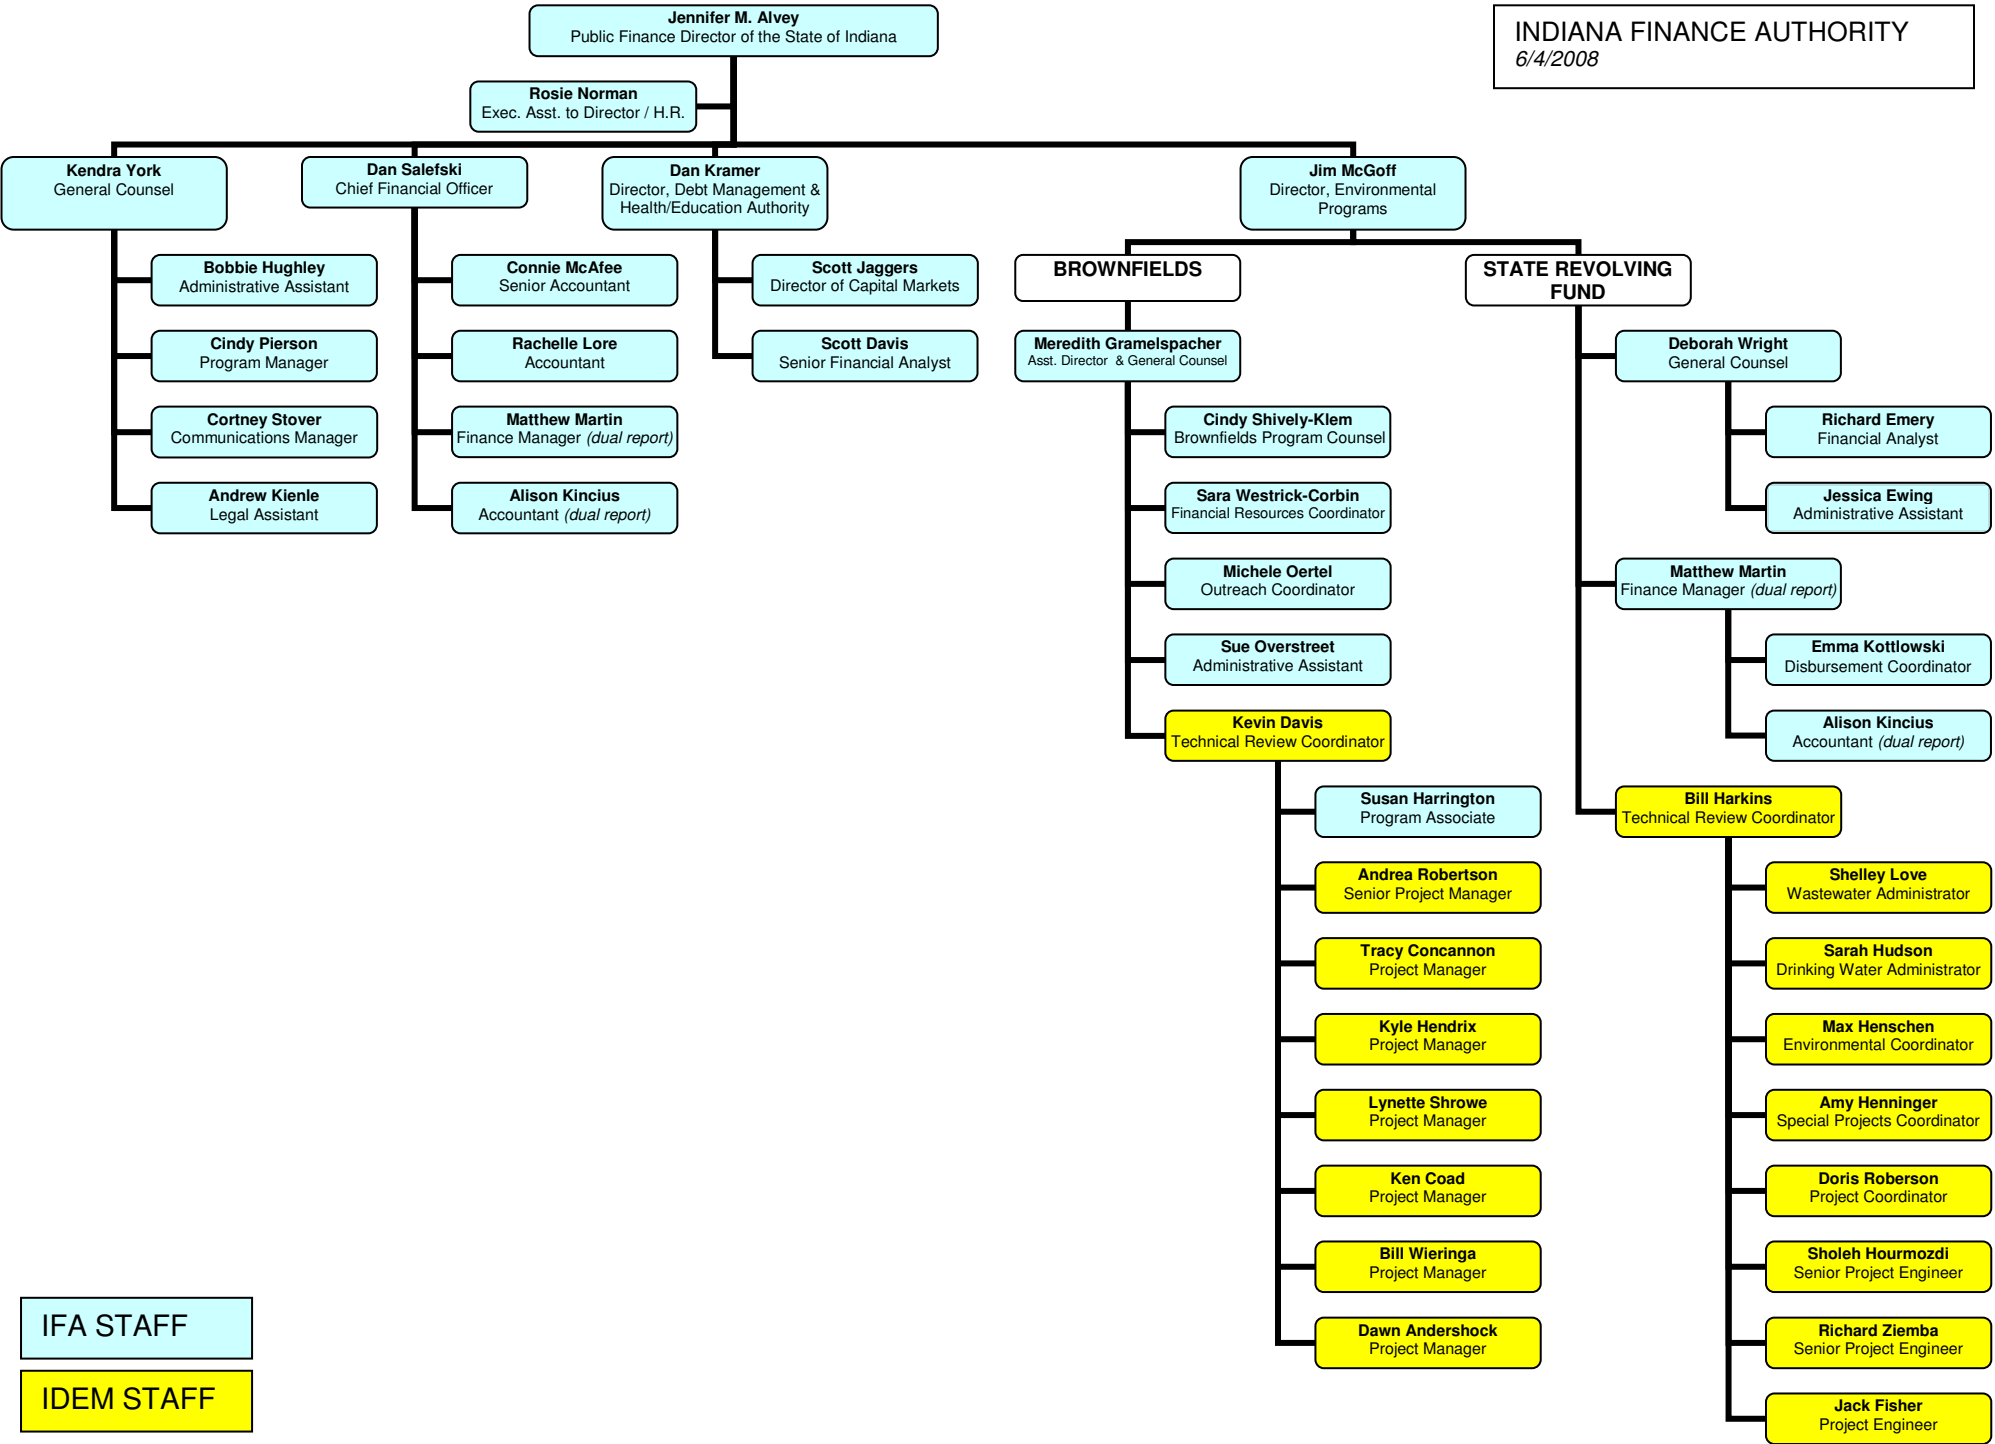 Jennifer M. Alvey
Public Finance Director of the State of Indiana
INDIANA FINANCE AUTHORITY
6/4/2008
Rosie Norman
Exec. Asst. to Director / H.R.
Kendra York
General Counsel
Dan Salefski
Chief Financial Officer
Dan Kramer
Director, Debt Management &
Health/Education Authority
Jim McGoff
Director, Environmental
Programs
Bobbie Hughley
Administrative Assistant
Cindy Pierson
Program Manager
Cortney Stover
Communications Manager
Andrew Kienle
Legal Assistant
Connie McAfee
Senior Accountant
Rachelle Lore
Accountant
Matthew Martin
Finance Manager (dual report)
Alison Kincius
Accountant (dual report)
Scott Jaggers
Director of Capital Markets
Scott Davis
Senior Financial Analyst
BROWNFIELDS
Meredith Gramelspacher
Asst. Director & General Counsel
Cindy Shively-Klem
Brownfields Program Counsel
Sara Westrick-Corbin
Financial Resources Coordinator
Michele Oertel
Outreach Coordinator
Sue Overstreet
Administrative Assistant
Kevin Davis
Technical Review Coordinator
Susan Harrington
Program Associate
Andrea Robertson
Senior Project Manager
Tracy Concannon
Project Manager
Kyle Hendrix
Project Manager
Lynette Shrowe
Project Manager
Ken Coad
Project Manager
Bill Wieringa
Project Manager
Dawn Andershock
Project Manager
STATE REVOLVING
FUND
Deborah Wright
General Counsel
Richard Emery
Financial Analyst
Jessica Ewing
Administrative Assistant
Matthew Martin
Finance Manager (dual report)
Emma Kottlowski
Disbursement Coordinator
Alison Kincius
Accountant (dual report)
Bill Harkins
Technical Review Coordinator
Shelley Love
Wastewater Administrator
Sarah Hudson
Drinking Water Administrator
Max Henschen
Environmental Coordinator
Amy Henninger
Special Projects Coordinator
Doris Roberson
Project Coordinator
Sholeh Hourmozdi
Senior Project Engineer
Richard Ziemba
Senior Project Engineer
Jack Fisher
Project Engineer
IFA STAFF
IDEM STAFF